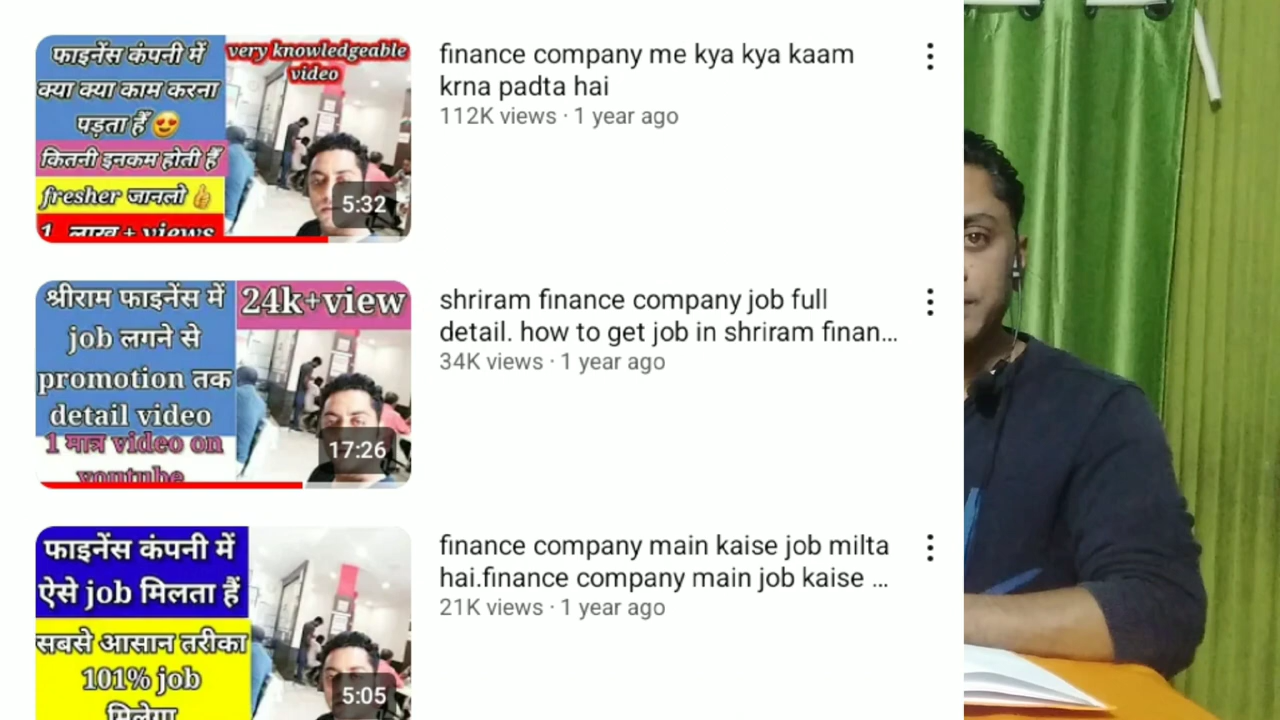 फाइनेंस कंपनी में
क्या क्या काम करना
पड़ता हैं😍
कितनी इनकम होती हैं
fresher जानलो 👍
1 लाख + views
very knowledgeable
video
5:32
finance company me kya kya kaam
krna padta hai
112K views · 1 year ago
श्रीराम फाइनेंस में
job लगने से
promotion तक
detail video
1 मात्र video on
youtube
24k+view
17:26
shriram finance company job full
detail. how to get job in shriram finan...
34K views · 1 year ago
फाइनेंस कंपनी में
ऐसे job मिलता हैं
सबसे आसान तरीका
101% job
मिलेगा
5:05
finance company main kaise job milta
hai.finance company main job kaise ...
21K views · 1 year ago